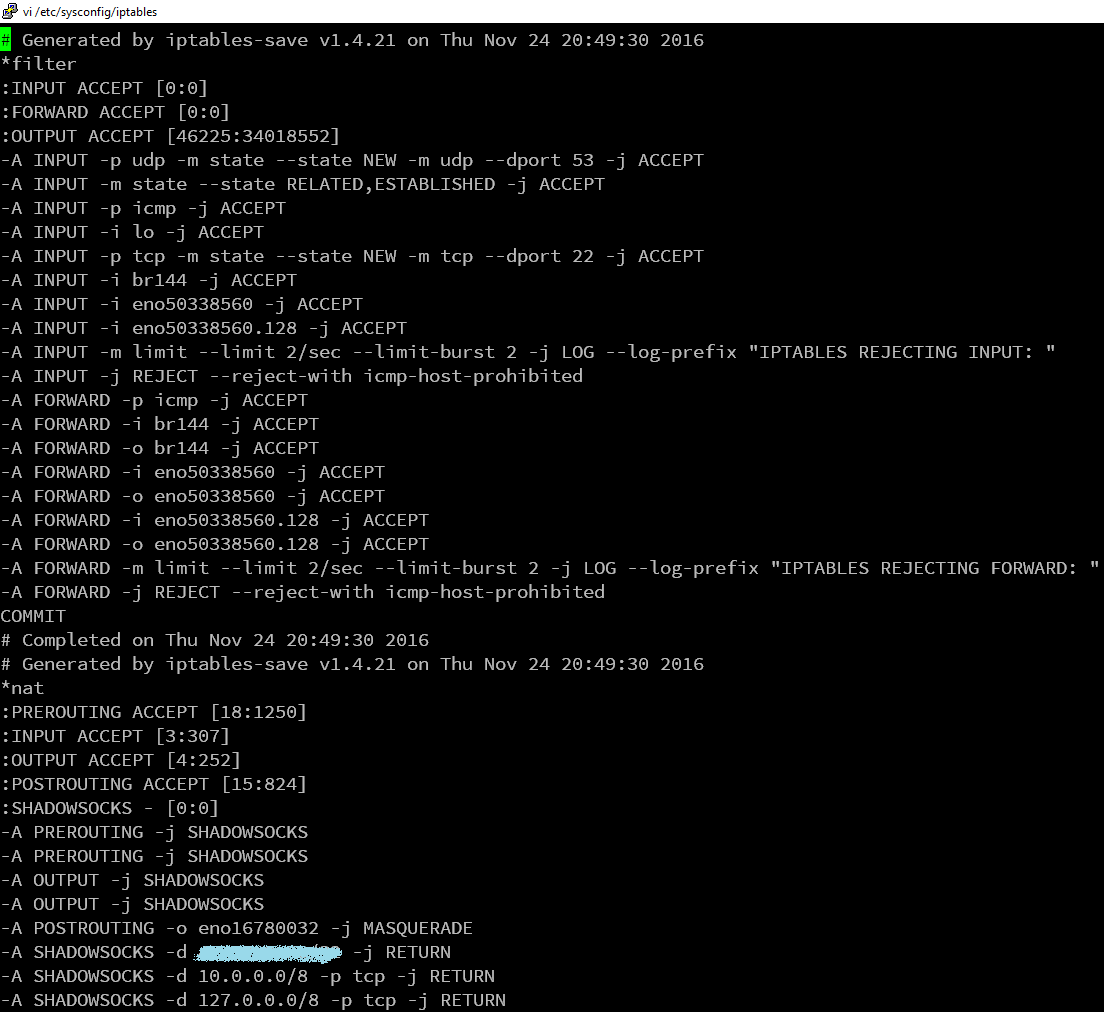 vi /etc/sysconfig/iptables
# Generated by iptables-save v1.4.21 on Thu Nov 24 20:49:30 2016
*filter
:INPUT ACCEPT [0:0]
:FORWARD ACCEPT [0:0]
:OUTPUT ACCEPT [46225:34018552]
-A INPUT -p udp -m state --state NEW -m udp --dport 53 -j ACCEPT
-A INPUT -m state --state RELATED,ESTABLISHED -j ACCEPT
-A INPUT -p icmp -j ACCEPT
-A INPUT -i lo -j ACCEPT
-A INPUT -p tcp -m state --state NEW -m tcp --dport 22 -j ACCEPT
-A INPUT -i br144 -j ACCEPT
-A INPUT -i eno50338560 -j ACCEPT
-A INPUT -i eno50338560.128 -j ACCEPT
-A INPUT -m limit --limit 2/sec --limit-burst 2 -j LOG --log-prefix "IPTABLES REJECTING INPUT: "
-A INPUT -j REJECT --reject-with icmp-host-prohibited
-A FORWARD -p icmp -j ACCEPT
-A FORWARD -i br144 -j ACCEPT
-A FORWARD -o br144 -j ACCEPT
-A FORWARD -i eno50338560 -j ACCEPT
-A FORWARD -o eno50338560 -j ACCEPT
-A FORWARD -i eno50338560.128 -j ACCEPT
-A FORWARD -o eno50338560.128 -j ACCEPT
-A FORWARD -m limit --limit 2/sec --limit-burst 2 -j LOG --log-prefix "IPTABLES REJECTING FORWARD: "
-A FORWARD -j REJECT --reject-with icmp-host-prohibited
COMMIT
# Completed on Thu Nov 24 20:49:30 2016
# Generated by iptables-save v1.4.21 on Thu Nov 24 20:49:30 2016
*nat
:PREROUTING ACCEPT [18:1250]
:INPUT ACCEPT [3:307]
:OUTPUT ACCEPT [4:252]
:POSTROUTING ACCEPT [15:824]
:SHADOWSOCKS - [0:0]
-A PREROUTING -j SHADOWSOCKS
-A PREROUTING -j SHADOWSOCKS
-A OUTPUT -j SHADOWSOCKS
-A OUTPUT -j SHADOWSOCKS
-A POSTROUTING -o eno16780032 -j MASQUERADE
-A SHADOWSOCKS -d -j RETURN
-A SHADOWSOCKS -d 10.0.0.0/8 -p tcp -j RETURN
-A SHADOWSOCKS -d 127.0.0.0/8 -p tcp -j RETURN